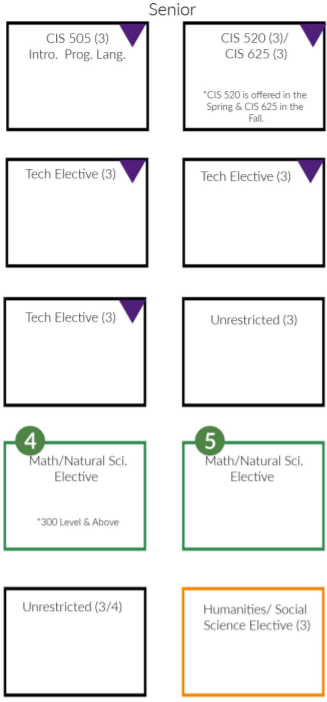 Senior
CIS 505 (3)
Intro. Prog. Lang.
CIS 520 (3)/
CIS 625 (3)
*CIS 520 is offered in the
Spring & CIS 625 in the
Fall.
Tech Elective (3)
Tech Elective (3)
Tech Elective (3)
Unrestricted (3)
4
Math/Natural Sci.
Elective
*300 Level & Above
5
Math/Natural Sci.
Elective
Unrestricted (3/4)
Humanities/ Social
Science Elective (3)